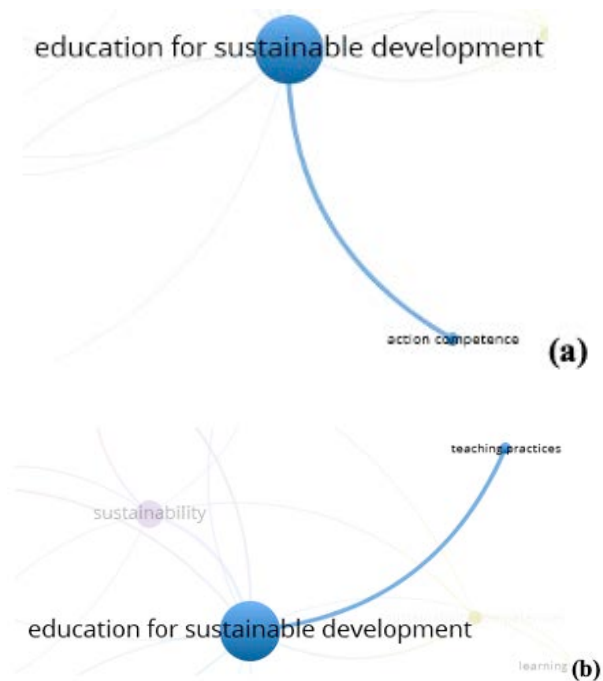 education for sustainable development
action competence
(a)
teaching practices
sustainability
education for sustainable development
learning
(b)